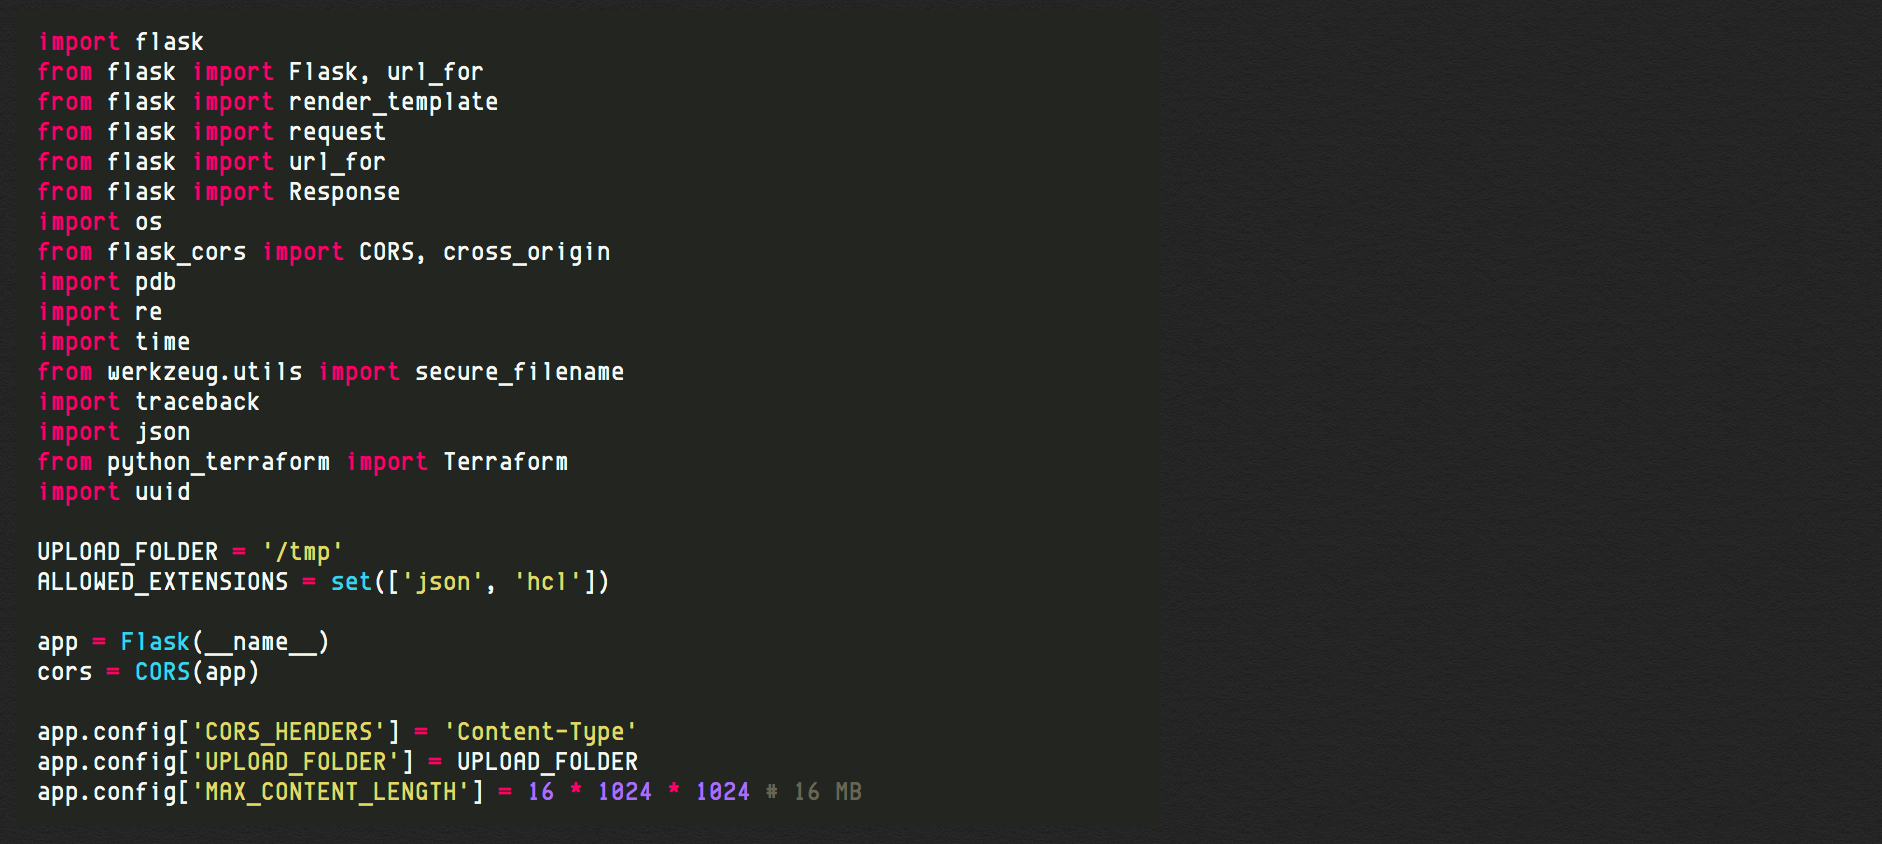 import flask
from flask import Flask, url_for
from flask import render_template
from flask import request
from flask import url_for
from flask import Response
import os
from flask_cors import CORS, cross_origin
import pdb
import re
import time
from werkzeug.utils import secure_filename
import traceback
import json
from python_terraform import Terraform
import uuid

UPLOAD_FOLDER = '/tmp'
ALLOWED_EXTENSIONS = set(['json', 'hcl'])

app = Flask(__name__)
cors = CORS(app)

app.config['CORS_HEADERS'] = 'Content-Type'
app.config['UPLOAD_FOLDER'] = UPLOAD_FOLDER
app.config['MAX_CONTENT_LENGTH'] = 16 * 1024 * 1024 # 16 MB